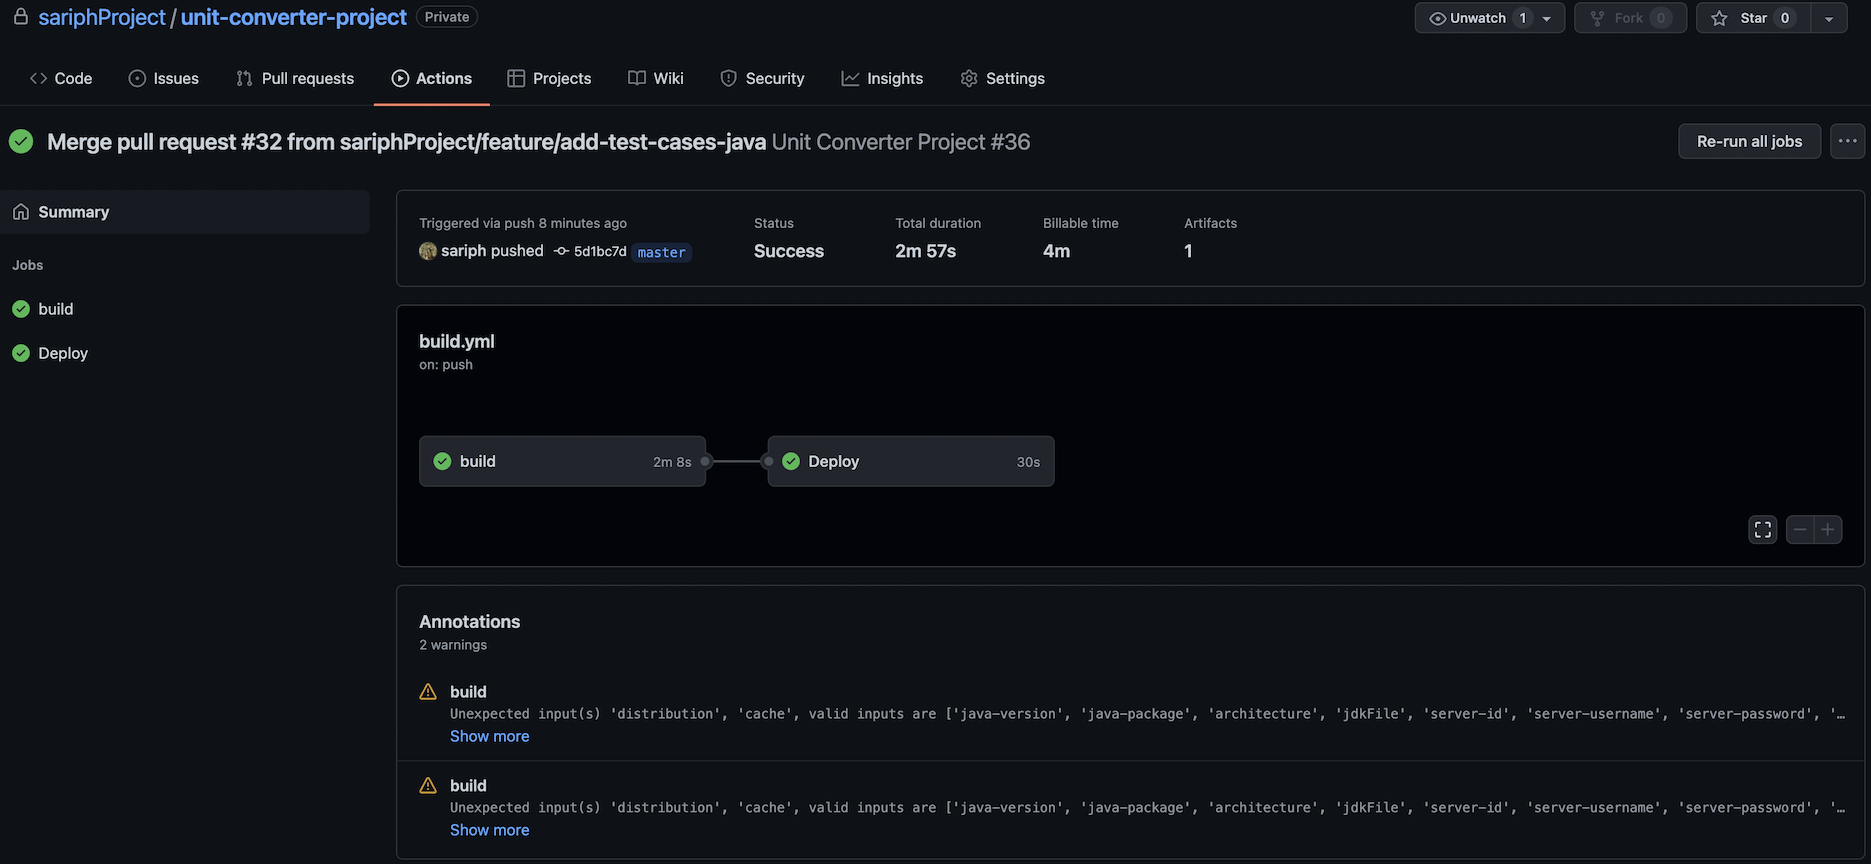 sariphProject / unit-converter-project Private
Unwatch 1 Fork 0 Star 0
Code Issues Pull requests Actions Projects Wiki Security Insights Settings
Merge pull request #32 from sariphProject/feature/add-test-cases-java Unit Converter Project #36
Re-run all jobs ...
Summary
Jobs
build
Deploy
Triggered via push 8 minutes ago
sariph pushed 5d1bc7d master
Status
Success
Total duration
2m 57s
Billable time
4m
Artifacts
1
build.yml
on: push
build 2m 8s
Deploy 30s
Annotations
2 warnings
build
Unexpected input(s) 'distribution', 'cache', valid inputs are ['java-version', 'java-package', 'architecture', 'jdkFile', 'server-id', 'server-username', 'server-password', '…
Show more
build
Unexpected input(s) 'distribution', 'cache', valid inputs are ['java-version', 'java-package', 'architecture', 'jdkFile', 'server-id', 'server-username', 'server-password', '…
Show more